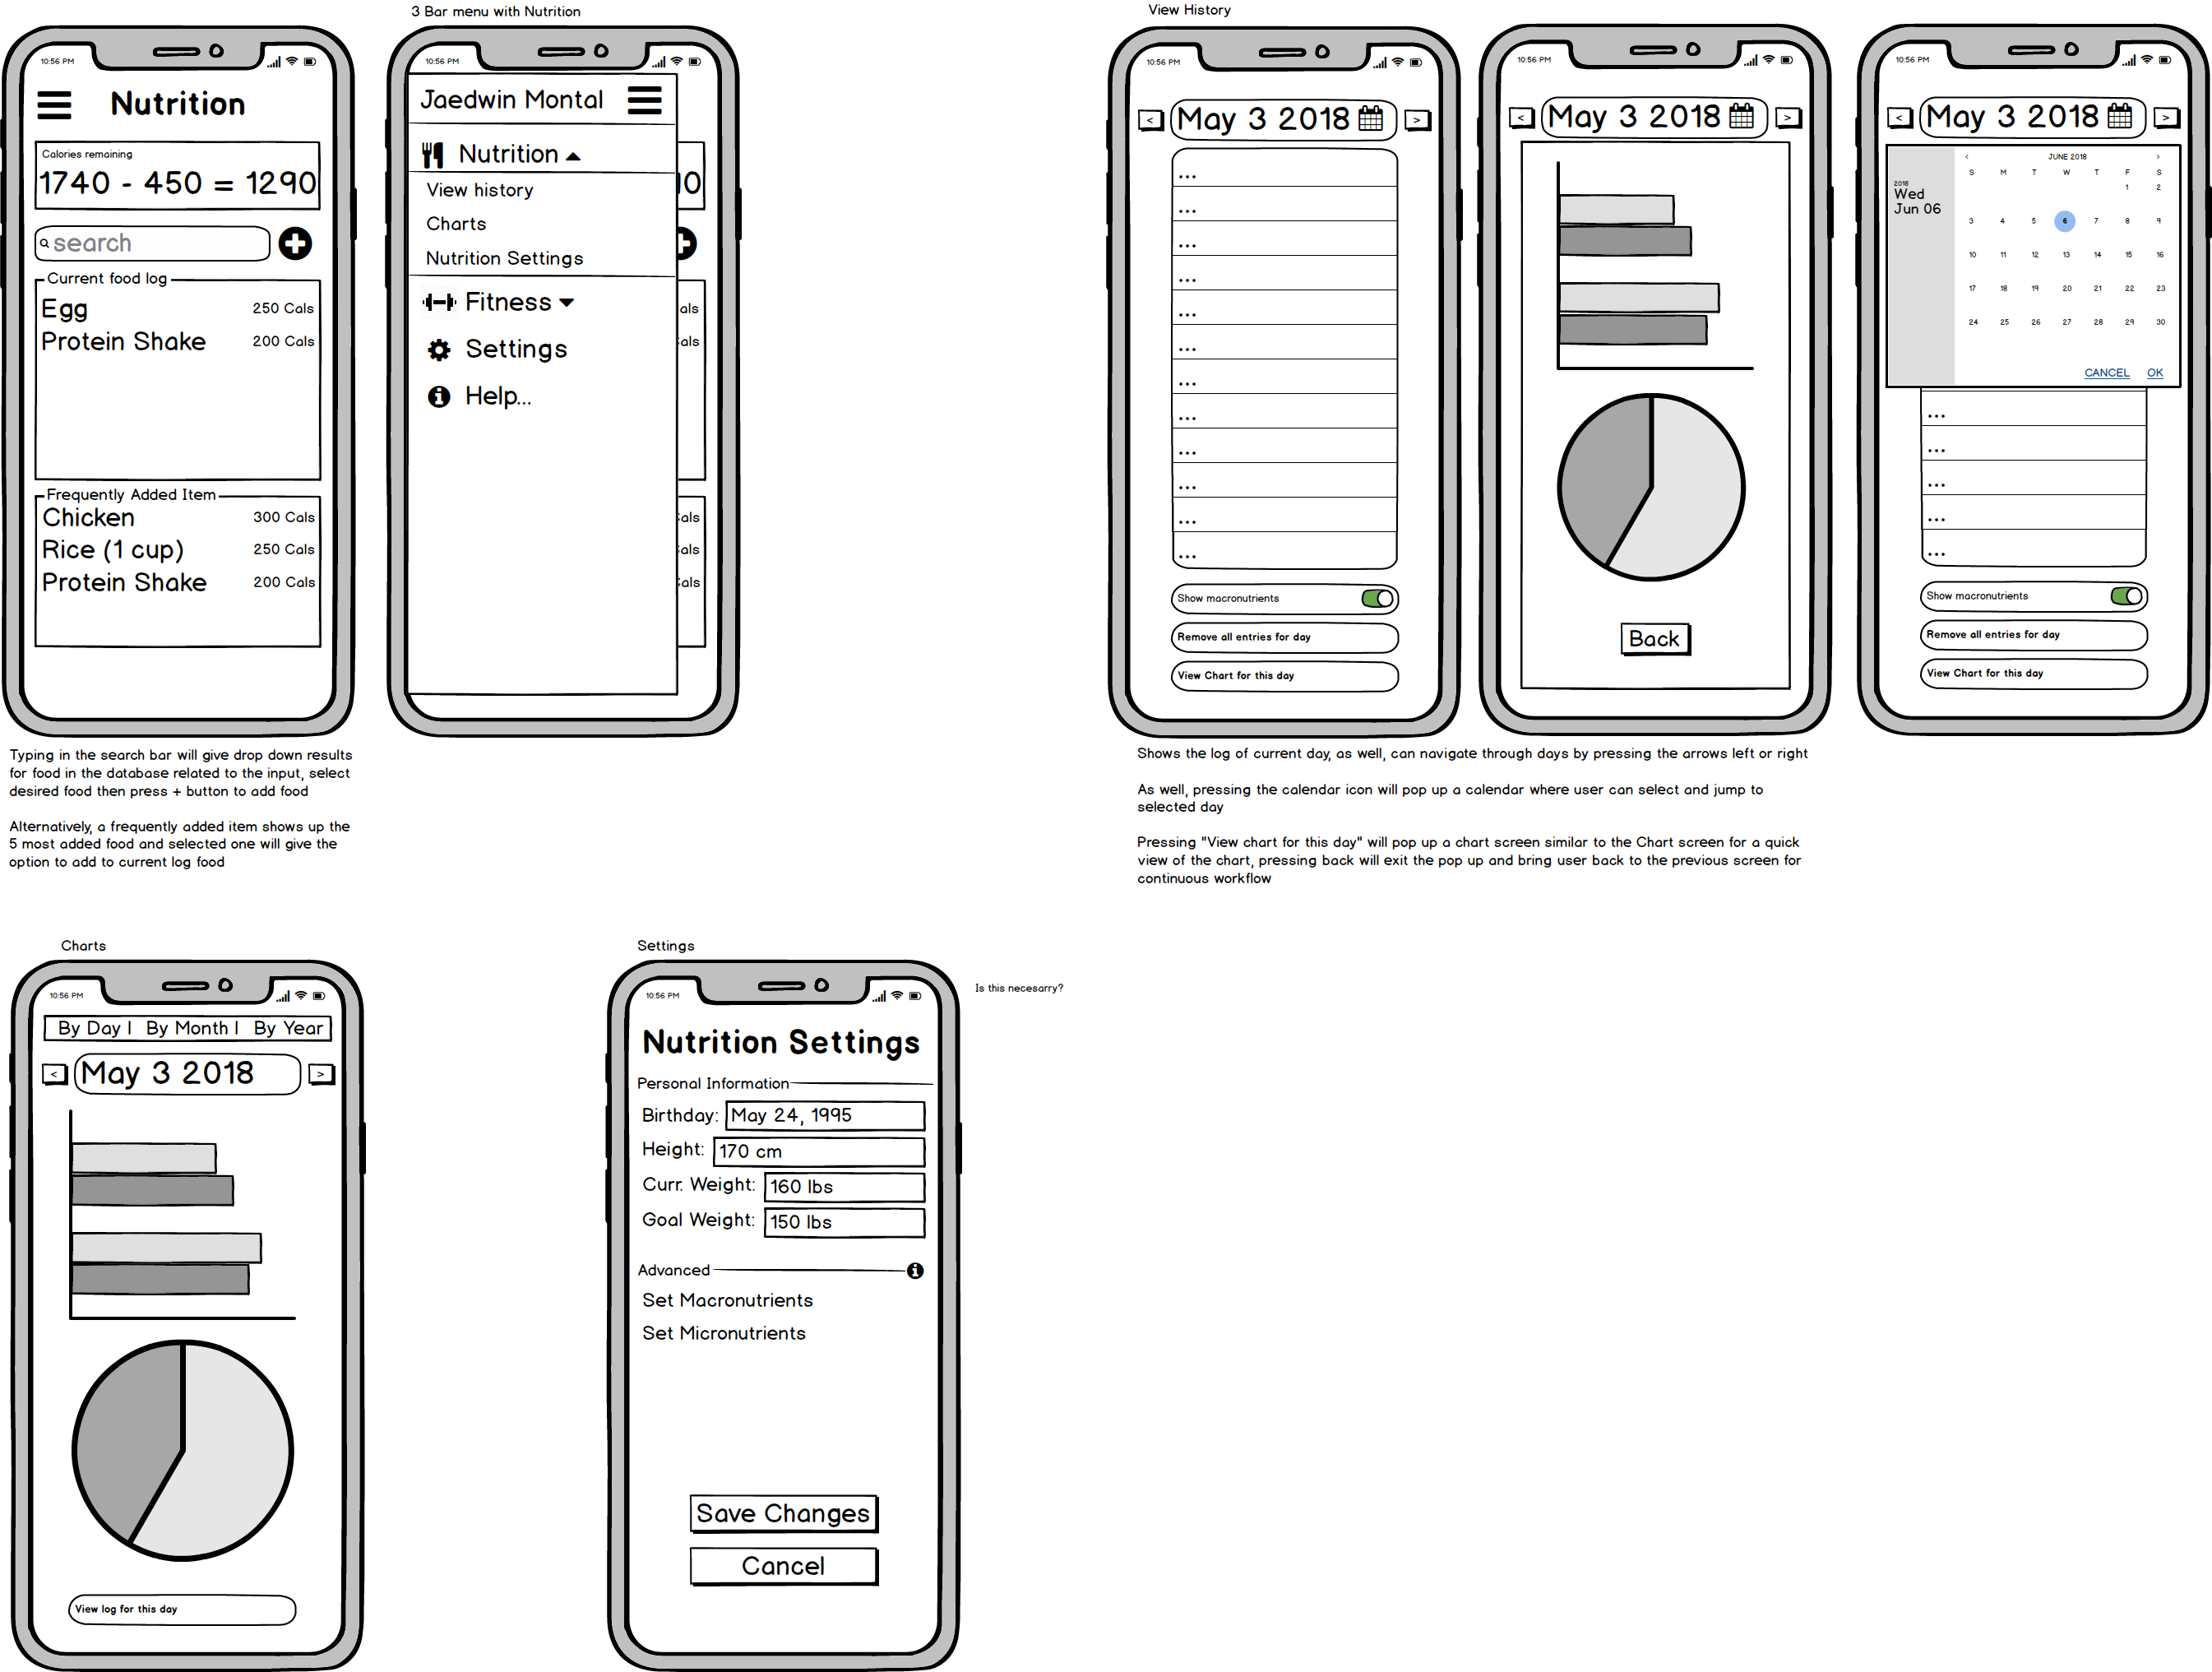 10:56 PM
Nutrition
Calories remaining
1740 - 450 = 1290
search
Current food log
Egg 250 Cals
Protein Shake 200 Cals
Frequently Added Item
Chicken 300 Cals
Rice (1 cup) 250 Cals
Protein Shake 200 Cals
Typing in the search bar will give drop down results
for food in the database related to the input, select
desired food then press + button to add food
Alternatively, a frequently added item shows up the
5 most added food and selected one will give the
option to add to current log food
3 Bar menu with Nutrition
10:56 PM
Jaedwin Montal
Nutrition
View history
Charts
Nutrition Settings
Fitness
Settings
Help...
10
als
als
Cals
Cals
Cals
View History
10:56 PM
< May 3 2018 >
...
...
...
...
...
...
...
...
...
...
...
...
Show macronutrients
Remove all entries for day
View Chart for this day
10:56 PM
< May 3 2018 >
Back
10:56 PM
< May 3 2018 >
2018
Wed
Jun 06
‹ JUNE 2018 ›
S M T W T F S
1 2
3 4 5 6 7 8 9
10 11 12 13 14 15 16
17 18 19 20 21 22 23
24 25 26 27 28 29 30
CANCEL OK
...
...
...
...
...
Show macronutrients
Remove all entries for day
View Chart for this day
Shows the log of current day, as well, can navigate through days by pressing the arrows left or right
As well, pressing the calendar icon will pop up a calendar where user can select and jump to
selected day
Pressing "View chart for this day" will pop up a chart screen similar to the Chart screen for a quick
view of the chart, pressing back will exit the pop up and bring user back to the previous screen for
continuous workflow
Charts
10:56 PM
By Day | By Month | By Year
< May 3 2018 >
View log for this day
Settings
10:56 PM
Nutrition Settings
Personal Information
Birthday: May 24, 1995
Height: 170 cm
Curr. Weight: 160 lbs
Goal Weight: 150 lbs
Advanced
Set Macronutrients
Set Micronutrients
Save Changes
Cancel
Is this necesarry?